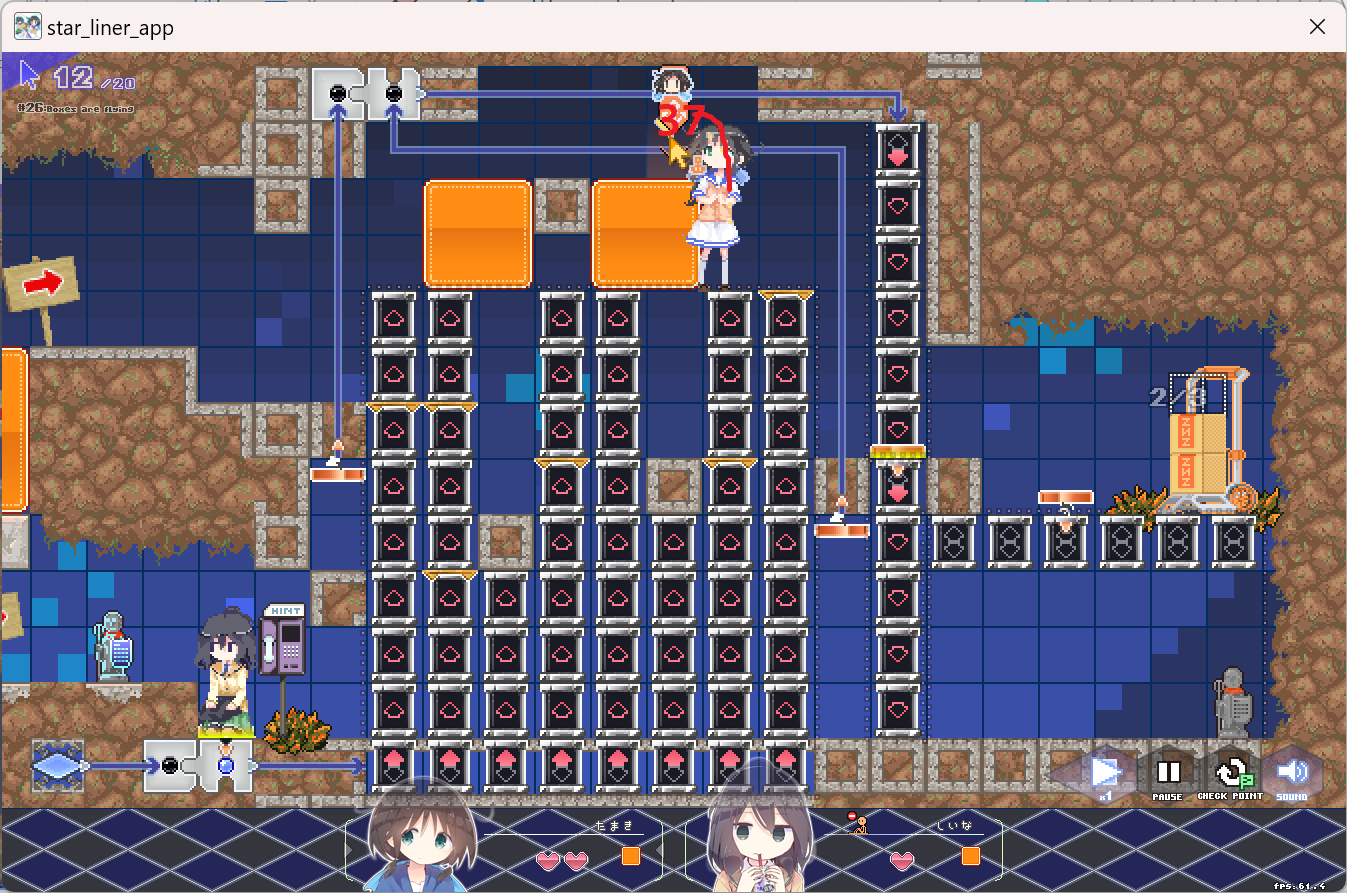 star_liner_app
12 /20
#26:Boxes are flying
3
2/3
HINT
x1
PAUSE
CHECK POINT
SOUND
たまき
しいな
fps:61.4